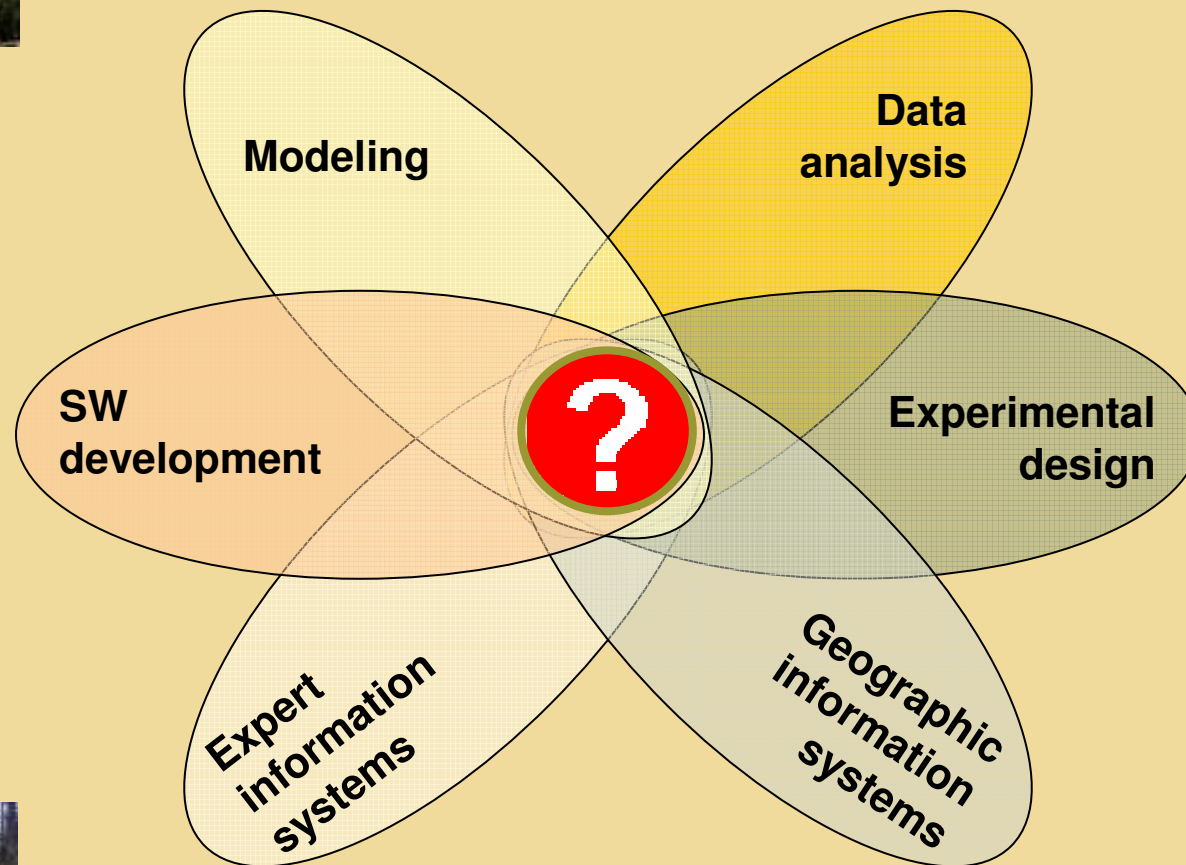 Modeling
Data
analysis
SW
development
?
Experimental
design
Expert
information
systems
Geographic
information
systems